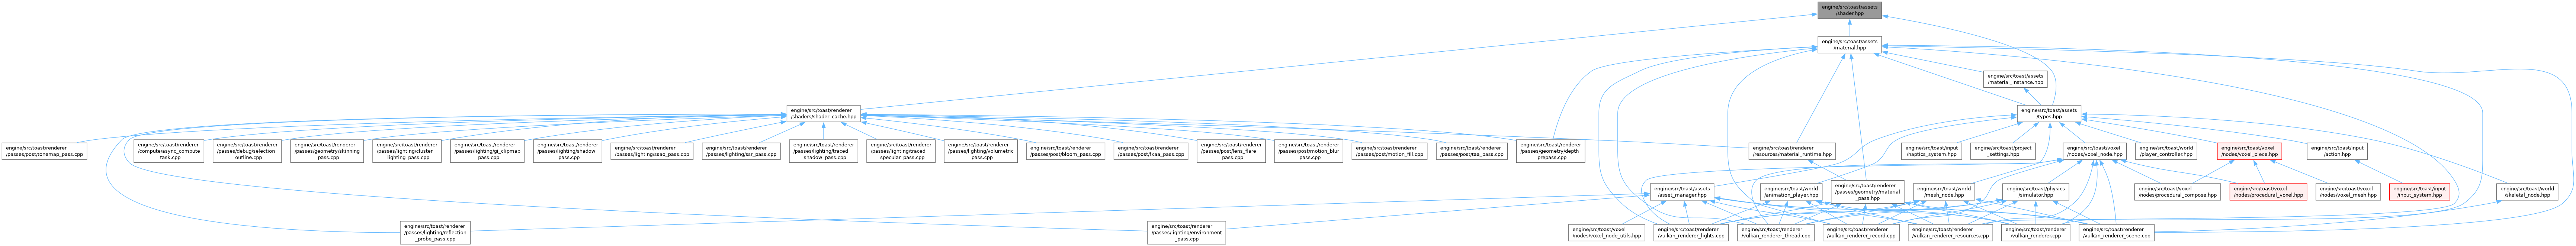 engine/src/toast/assets
/shader.hpp
engine/src/toast/assets
/material.hpp
engine/src/toast/assets
/material_instance.hpp
engine/src/toast/renderer
/shaders/shader_cache.hpp
engine/src/toast/assets
/types.hpp
engine/src/toast/renderer
/passes/post/tonemap_pass.cpp
engine/src/toast/renderer
/compute/async_compute
_task.cpp
engine/src/toast/renderer
/passes/debug/selection
_outline.cpp
engine/src/toast/renderer
/passes/geometry/skinning
_pass.cpp
engine/src/toast/renderer
/passes/lighting/cluster
_lighting_pass.cpp
engine/src/toast/renderer
/passes/lighting/gi_clipmap
_pass.cpp
engine/src/toast/renderer
/passes/lighting/shadow
_pass.cpp
engine/src/toast/renderer
/passes/lighting/ssao_pass.cpp
engine/src/toast/renderer
/passes/lighting/ssr_pass.cpp
engine/src/toast/renderer
/passes/lighting/traced
_shadow_pass.cpp
engine/src/toast/renderer
/passes/lighting/traced
_specular_pass.cpp
engine/src/toast/renderer
/passes/lighting/volumetric
_pass.cpp
engine/src/toast/renderer
/passes/post/bloom_pass.cpp
engine/src/toast/renderer
/passes/post/fxaa_pass.cpp
engine/src/toast/renderer
/passes/post/lens_flare
_pass.cpp
engine/src/toast/renderer
/passes/post/motion_blur
_pass.cpp
engine/src/toast/renderer
/passes/post/motion_fill.cpp
engine/src/toast/renderer
/passes/post/taa_pass.cpp
engine/src/toast/renderer
/passes/geometry/depth
_prepass.cpp
engine/src/toast/renderer
/resources/material_runtime.hpp
engine/src/toast/input
/haptics_system.hpp
engine/src/toast/project
_settings.hpp
engine/src/toast/voxel
/nodes/voxel_node.hpp
engine/src/toast/world
/player_controller.hpp
engine/src/toast/voxel
/nodes/voxel_piece.hpp
engine/src/toast/input
/action.hpp
engine/src/toast/assets
/asset_manager.hpp
engine/src/toast/world
/animation_player.hpp
engine/src/toast/renderer
/passes/geometry/material
_pass.hpp
engine/src/toast/world
/mesh_node.hpp
engine/src/toast/physics
/simulator.hpp
engine/src/toast/voxel
/nodes/procedural_compose.hpp
engine/src/toast/voxel
/nodes/procedural_voxel.hpp
engine/src/toast/voxel
/nodes/voxel_mesh.hpp
engine/src/toast/input
/input_system.hpp
engine/src/toast/world
/skeletal_node.hpp
engine/src/toast/renderer
/passes/lighting/reflection
_probe_pass.cpp
engine/src/toast/renderer
/passes/lighting/environment
_pass.cpp
engine/src/toast/voxel
/nodes/voxel_node_utils.hpp
engine/src/toast/renderer
/vulkan_renderer_lights.cpp
engine/src/toast/renderer
/vulkan_renderer_thread.cpp
engine/src/toast/renderer
/vulkan_renderer_record.cpp
engine/src/toast/renderer
/vulkan_renderer_resources.cpp
engine/src/toast/renderer
/vulkan_renderer.cpp
engine/src/toast/renderer
/vulkan_renderer_scene.cpp